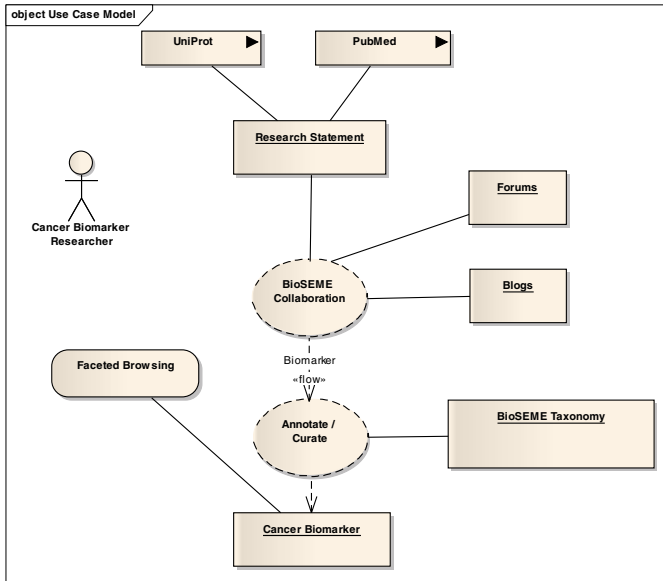 object Use Case Model
UniProt
PubMed
Research Statement
Cancer Biomarker
Researcher
Forums
BioSEME
Collaboration
Blogs
Biomarker
«flow»
Faceted Browsing
Annotate /
Curate
BioSEME Taxonomy
Cancer Biomarker